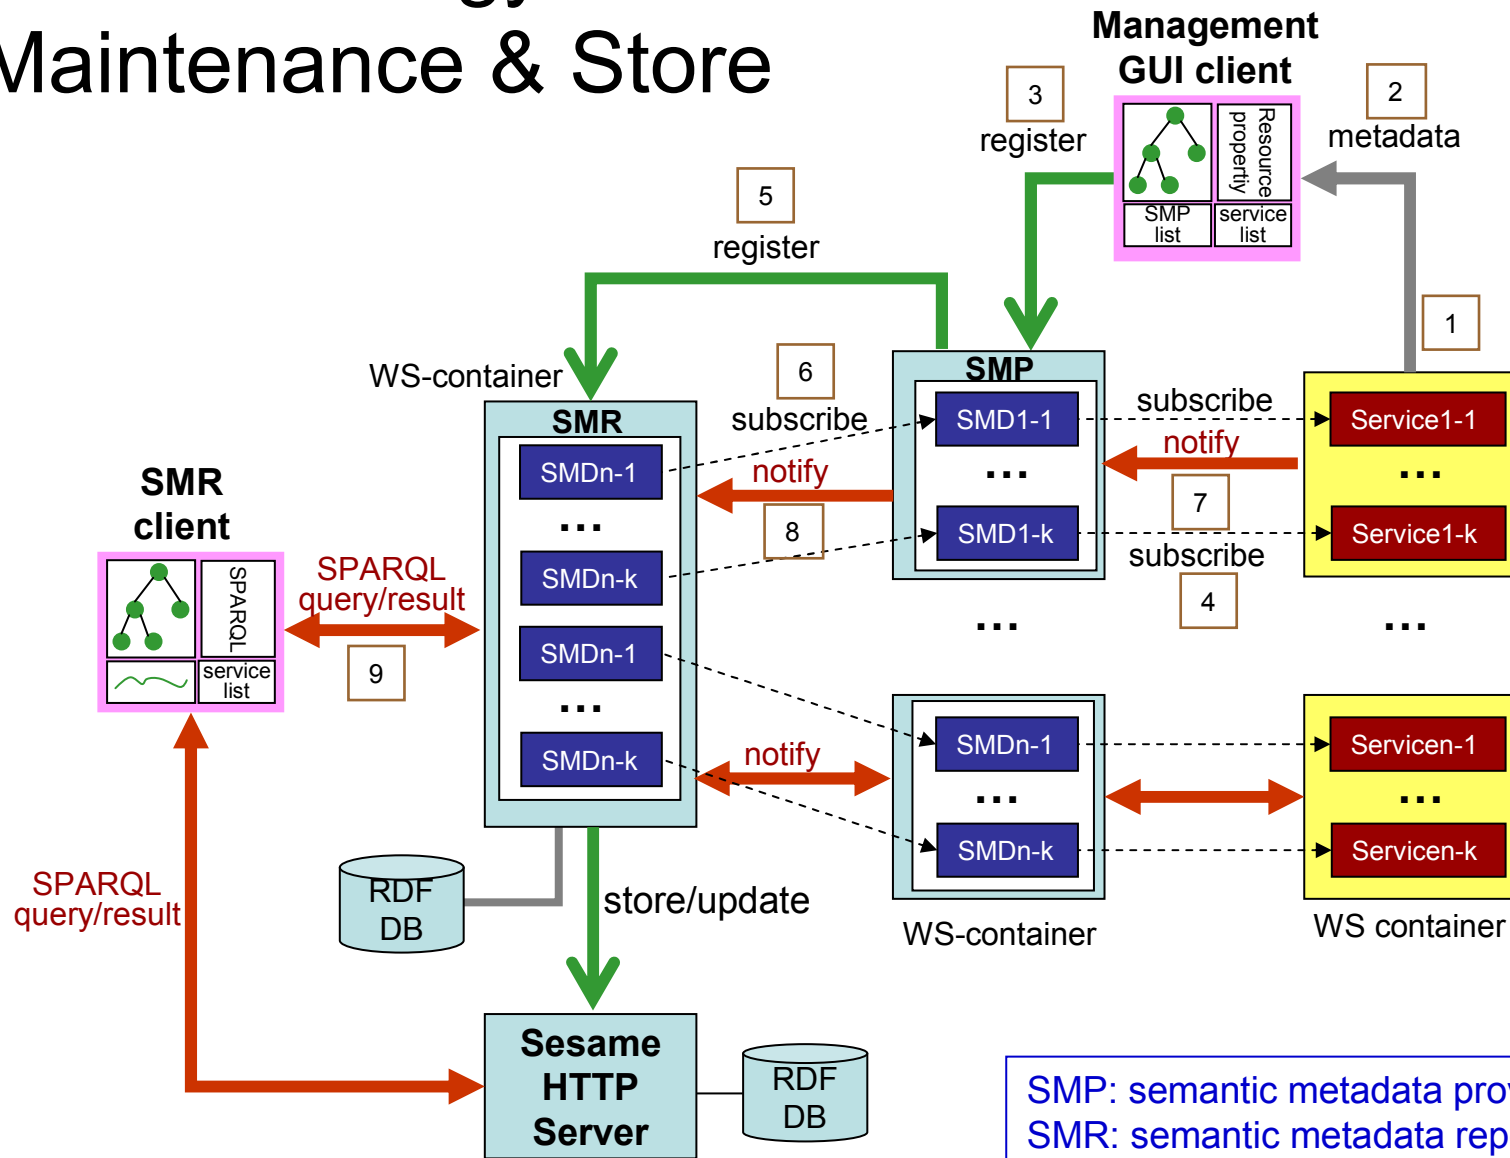 Maintenance & Store
Management
GUI client
3
register
2
metadata
Resource
propertiy
SMP
list
service
list
5
register
1
WS-container
6
subscribe
SMP
SMD1-1
...
SMD1-k
subscribe
notify
7
subscribe
4
Service1-1
...
Service1-k
SMR
SMDn-1
...
SMDn-k
SMDn-1
...
SMDn-k
notify
8
SMR
client
SPARQL
service
list
SPARQL
query/result
9
...
...
notify
SMDn-1
...
SMDn-k
WS-container
Servicen-1
...
Servicen-k
WS container
RDF
DB
store/update
SPARQL
query/result
Sesame
HTTP
Server
RDF
DB
SMP: semantic metadata
SMR: semantic metadata